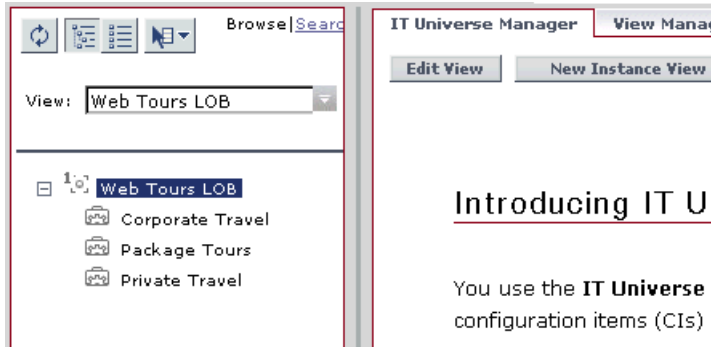 Browse|Searc
View: Web Tours LOB
1 Web Tours LOB
Corporate Travel
Package Tours
Private Travel
IT Universe Manager View Manag
Edit View New Instance View
Introducing IT U
You use the IT Universe
configuration items (CIs)